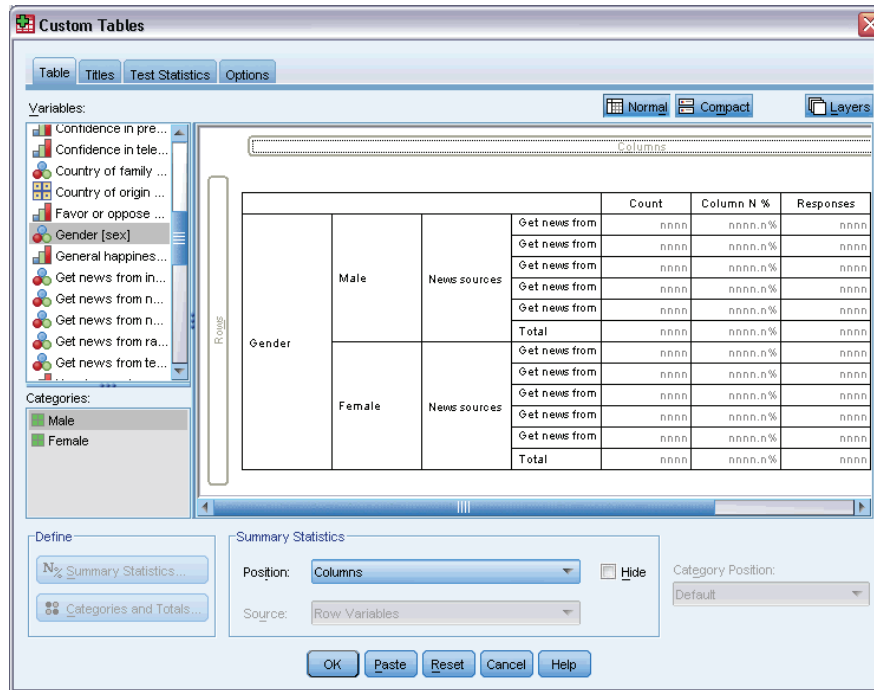 Custom Tables
Table Titles Test Statistics Options
Variables:
Normal Compact Layers
Confidence in pre...
Confidence in tele...
Country of family ...
Country of origin ...
Favor or oppose ...
Gender [sex]
General happines...
Get news from in...
Get news from n...
Get news from n...
Get news from ra...
Get news from te...
Categories:
Male
Female
Columns
Rows
Count Column N % Responses
Gender Male News sources Get news from nnnn nnnn.n% nnnn
Get news from nnnn nnnn.n% nnnn
Get news from nnnn nnnn.n% nnnn
Get news from nnnn nnnn.n% nnnn
Get news from nnnn nnnn.n% nnnn
Total nnnn nnnn.n% nnnn
Female News sources Get news from nnnn nnnn.n% nnnn
Get news from nnnn nnnn.n% nnnn
Get news from nnnn nnnn.n% nnnn
Get news from nnnn nnnn.n% nnnn
Get news from nnnn nnnn.n% nnnn
Total nnnn nnnn.n% nnnn
Define
N% Summary Statistics...
Categories and Totals...
Summary Statistics
Position: Columns Hide
Source: Row Variables
Category Position:
Default
OK Paste Reset Cancel Help